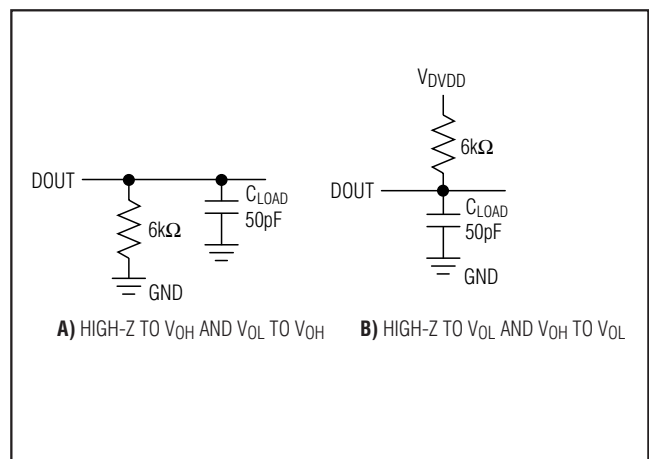 DOUT
6kΩ
GND
CLOAD
50pF
A) HIGH-Z TO VOH AND VOL TO VOH
VDVDD
6kΩ
DOUT
CLOAD
50pF
GND
B) HIGH-Z TO VOL AND VOH TO VOL